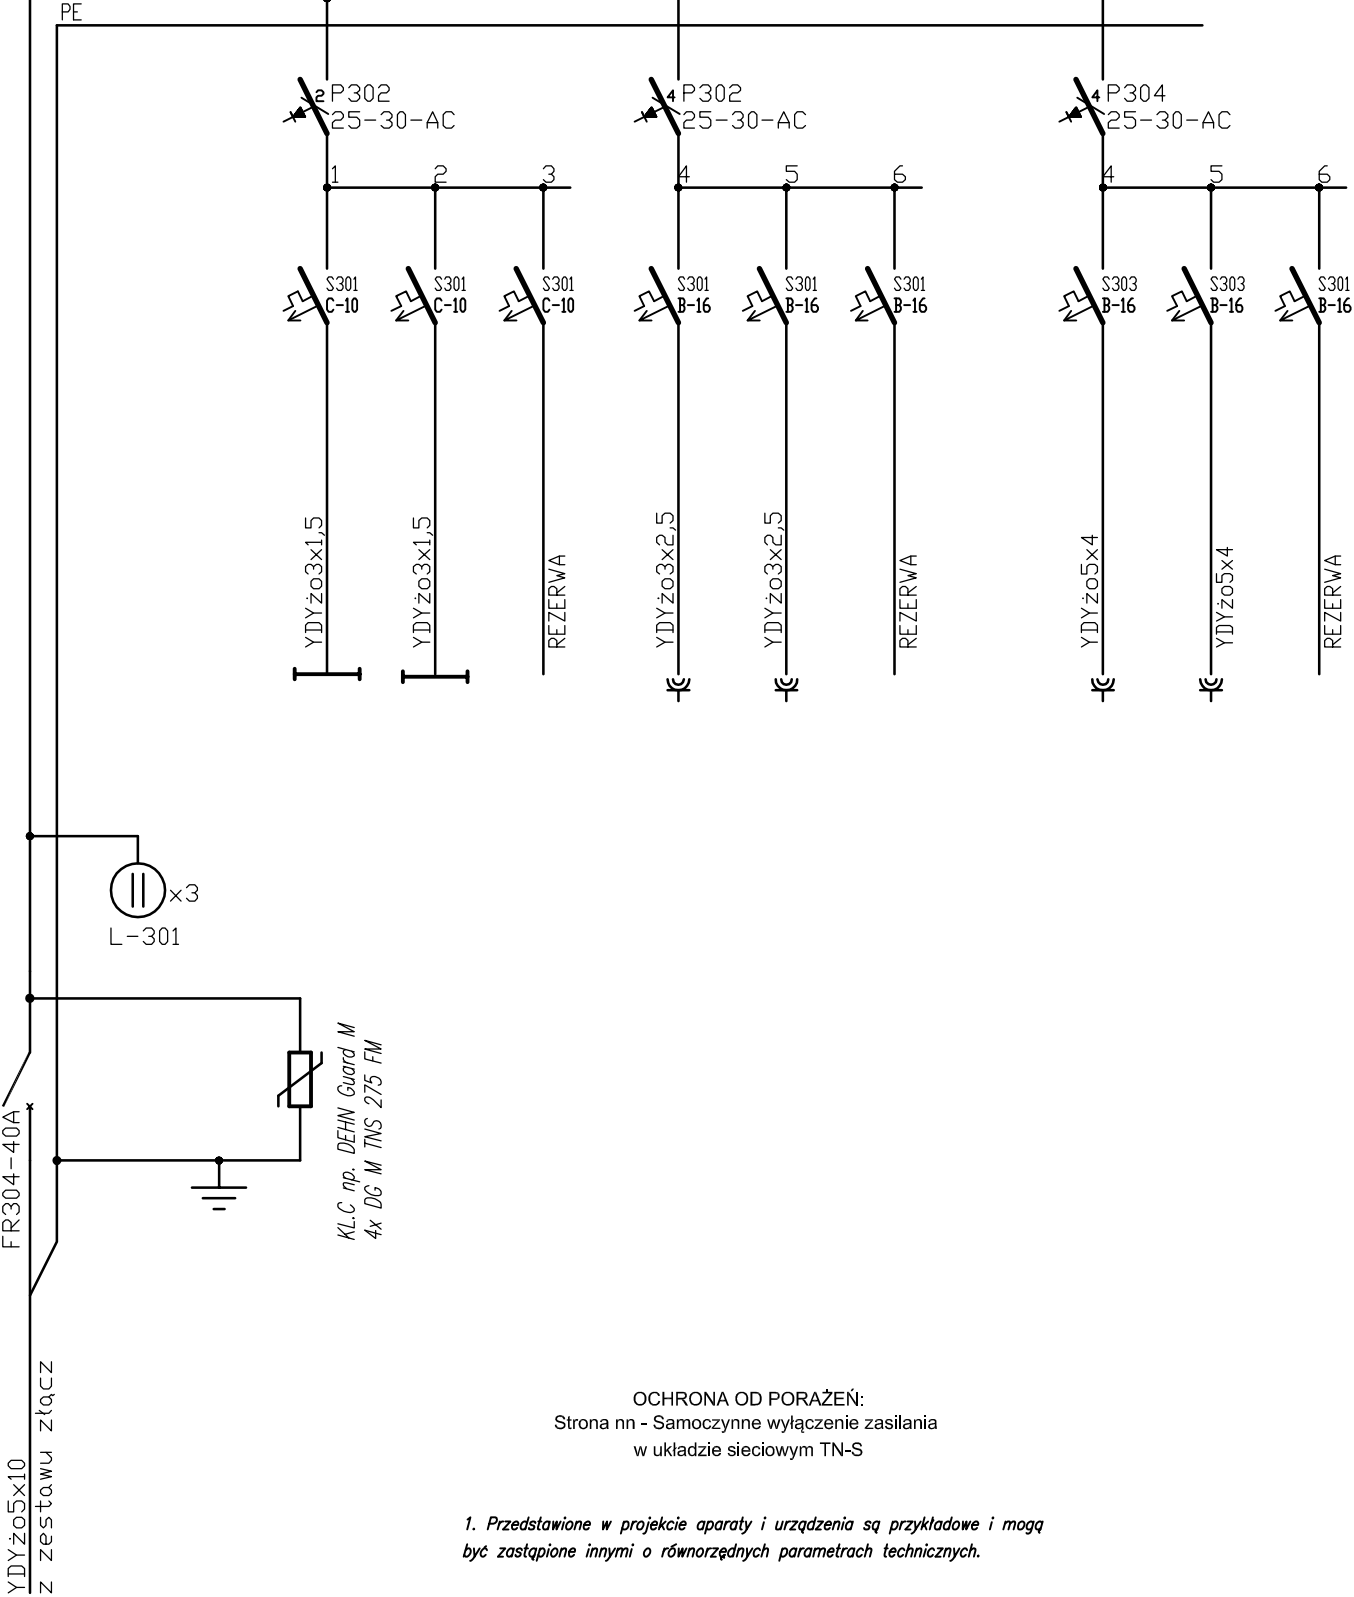 PE
2 P302
25-30-AC
4 P302
25-30-AC
4 P304
25-30-AC
1 2 3
4 5 6
4 5 6
S301
C-10
S301
C-10
S301
C-10
S301
B-16
S301
B-16
S301
B-16
S303
B-16
S303
B-16
S301
B-16
YDYżo3x1,5
YDYżo3x1,5
REZERWA
YDYżo3x2,5
YDYżo3x2,5
REZERWA
YDYżo5x4
YDYżo5x4
REZERWA
x3
L-301
KL.C np. DEHN Guard M
4x DG M TNS 275 FM
FR304-40A
YDYżo5x10
z zestawu złącz
OCHRONA OD PORAŻEŃ:
Strona nn - Samoczynne wyłączenie zasilania
w układzie sieciowym TN-S
1. Przedstawione w projekcie aparaty i urządzenia są przykładowe i mogą
być zastąpione innymi o równorzędnych parametrach technicznych.